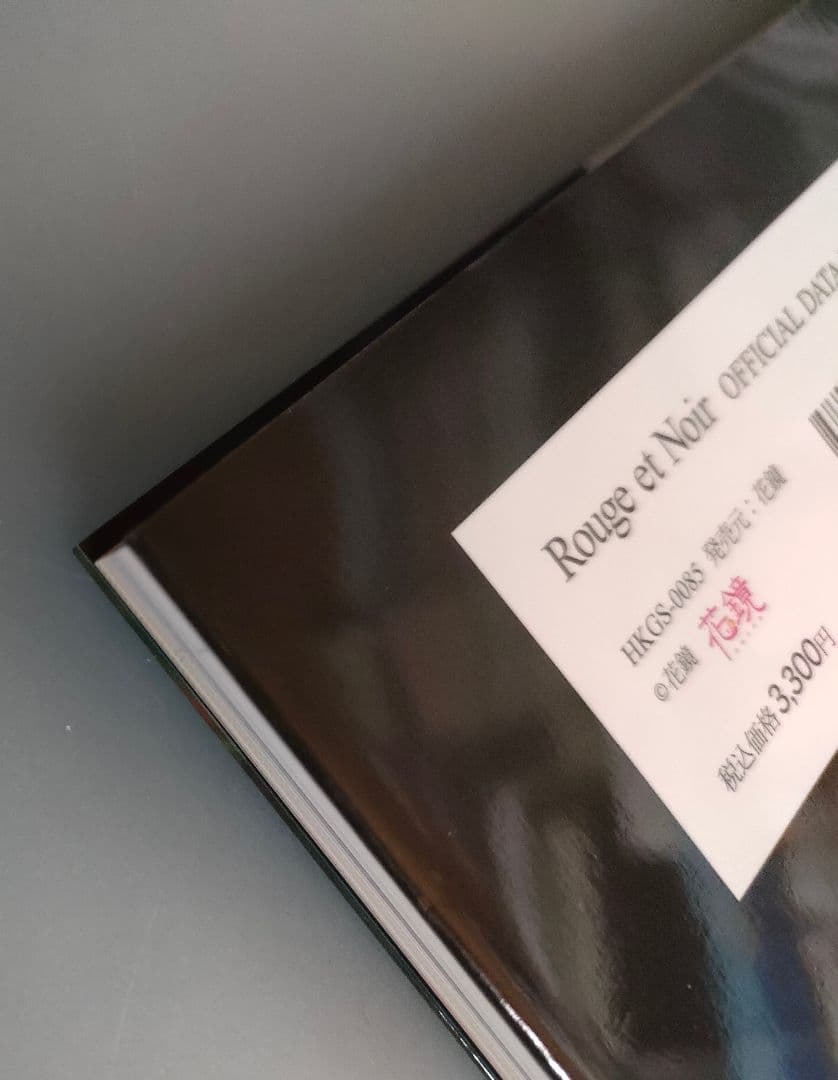 Rouge et Noir OFFICIAL DATA
HKGS-0085 発売元：花鏡
©花鏡 花鏡
税込価格 3,300円